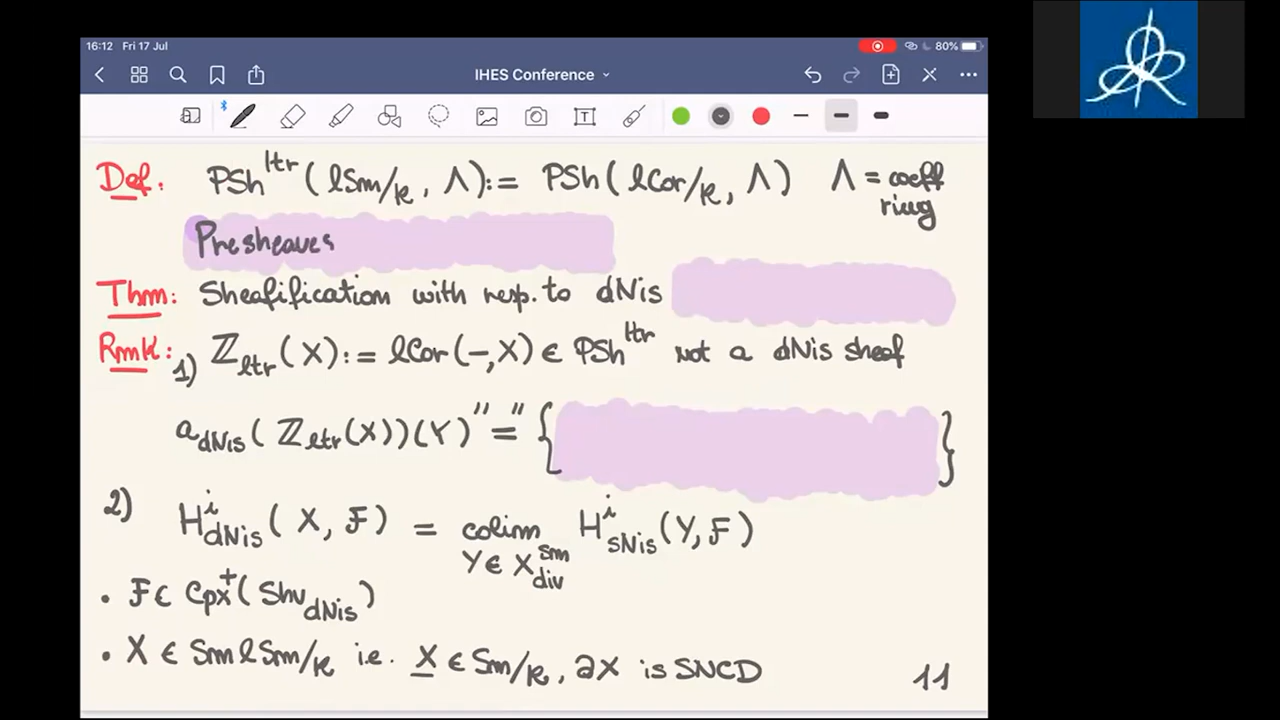 16:12 Fri 17 Jul
80%
IHES Conference
Def: PSh^{ltr}(lSm/k, Λ) := PSh(lCor/k, Λ) Λ = coeff ring
Presheaves
Thm: Sheafification with resp. to dNis
Rmk: 1) ℤ_{ltr}(X) := lCor(-, X) ∈ PSh^{ltr} not a dNis sheaf
a_{dNis}(ℤ_{ltr}(X))(Y) "=" { }
2) H^i_{dNis}(X, F) = colim_{Y ∈ X^{Sm}_{div}} H^i_{sNis}(Y, F)
• F ∈ Cpx^+(Shv_{dNis})
• X ∈ SmlSm/k i.e. \underline{X} ∈ Sm/k, ∂X is SNCD
11